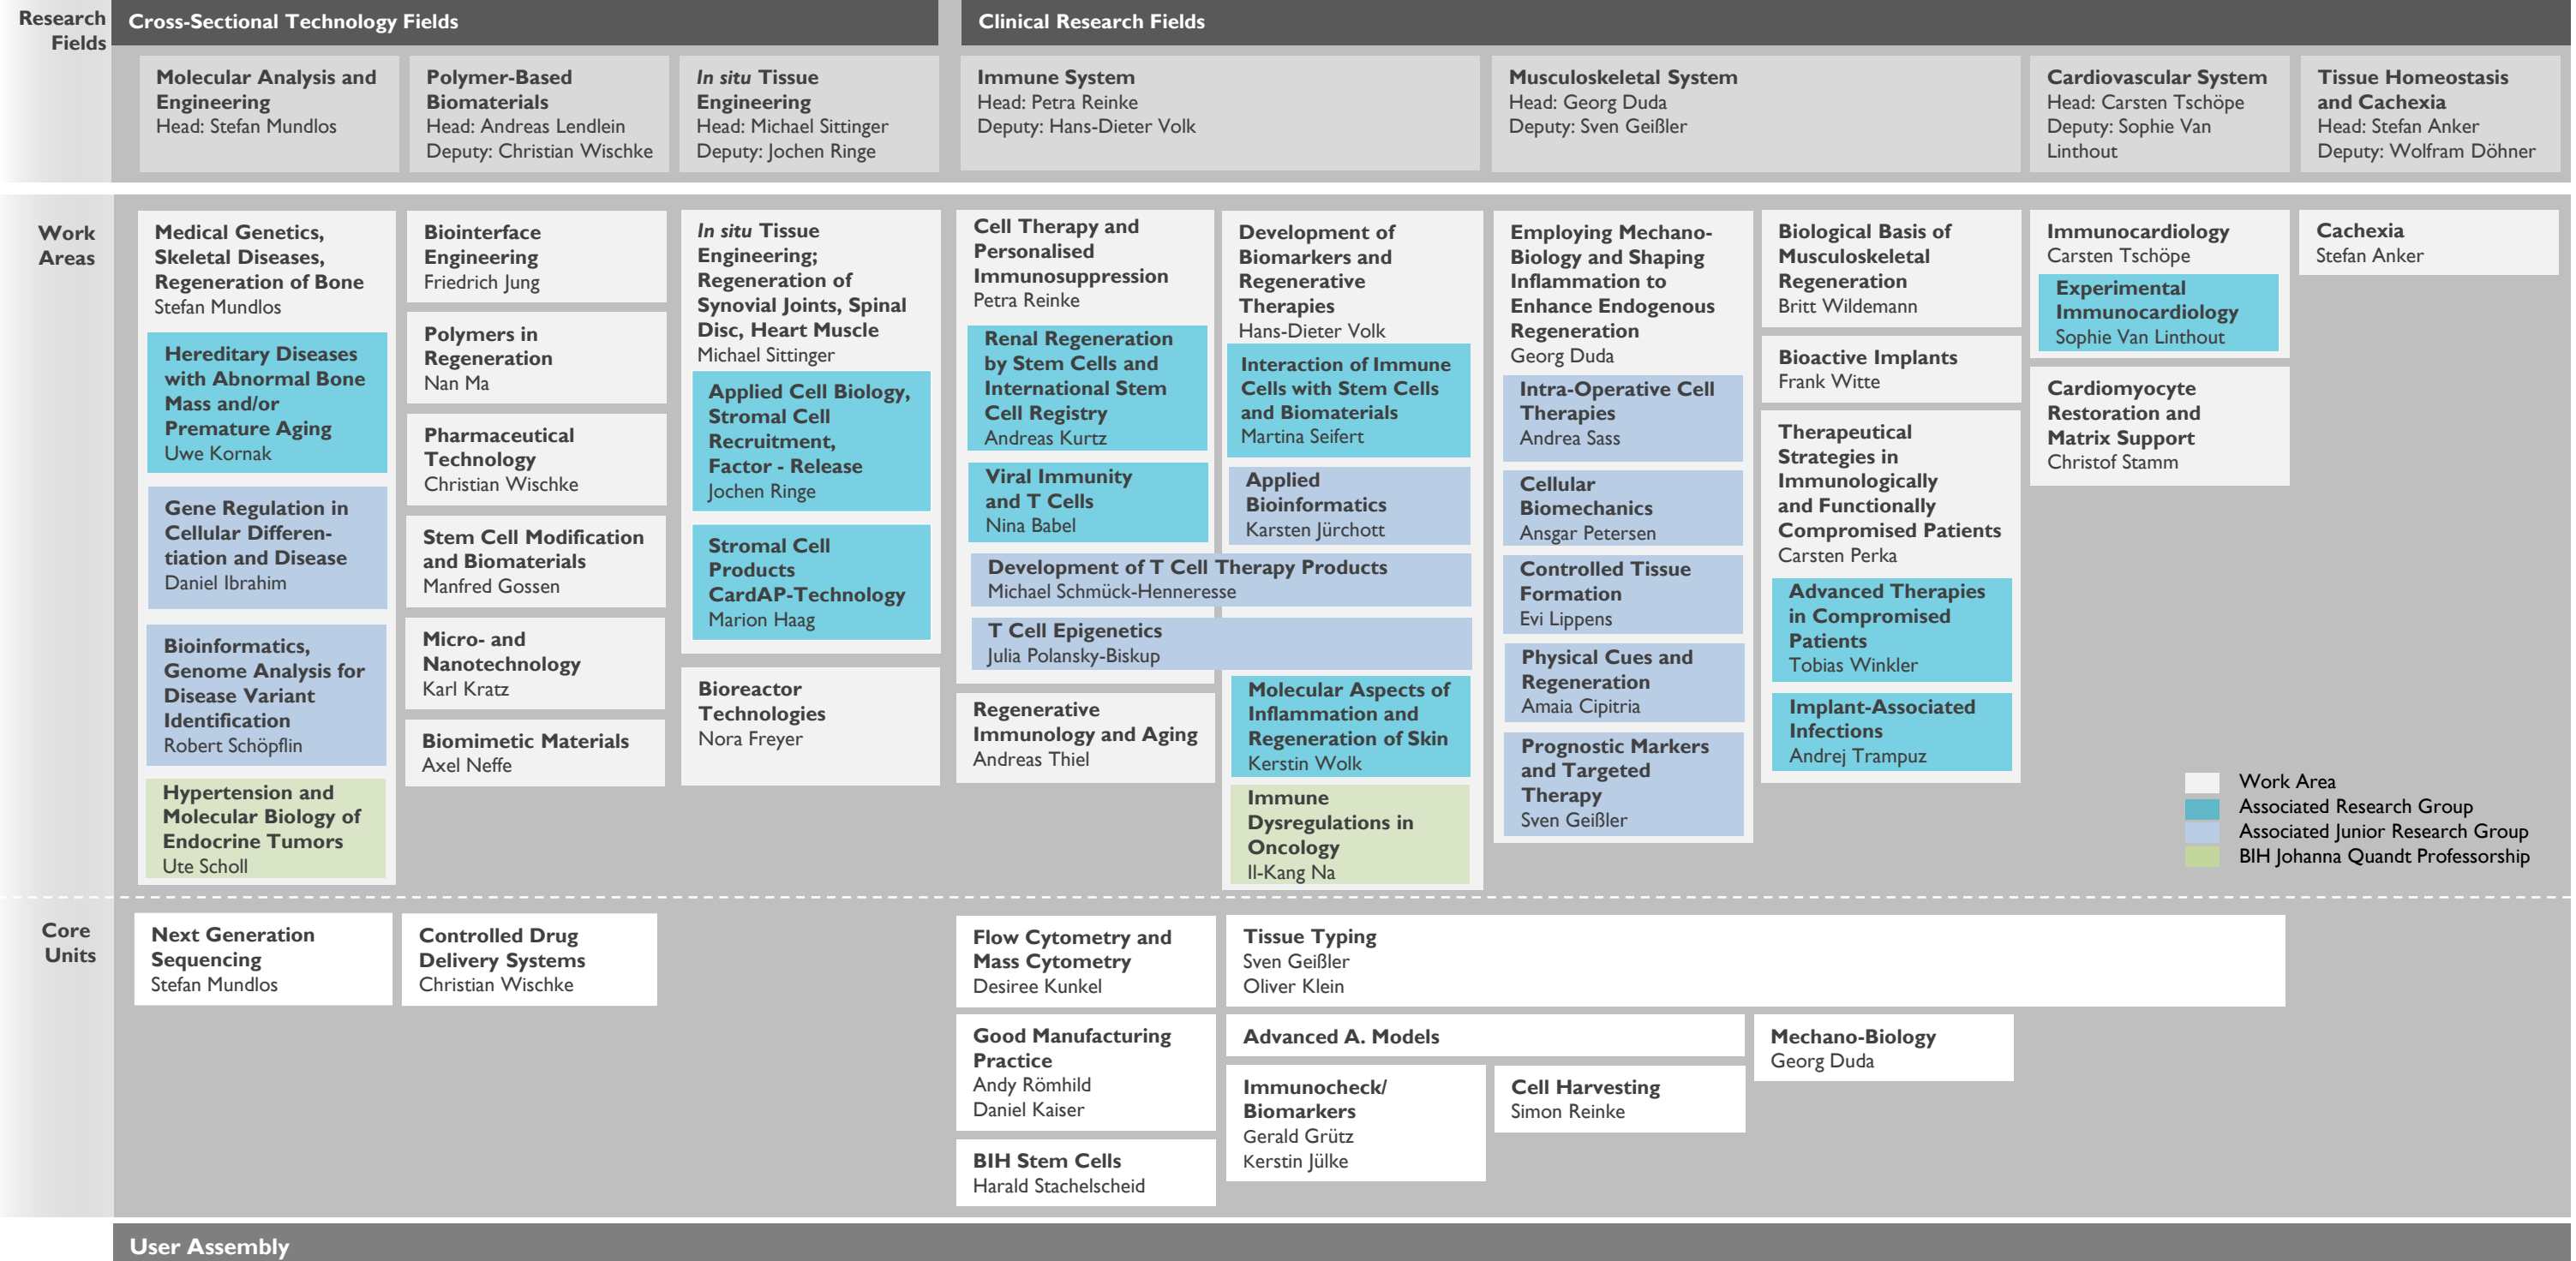 Research
Fields
Cross-Sectional Technology Fields
Clinical Research Fields
Molecular Analysis and
Engineering
Head: Stefan Mundlos
Polymer-Based
Biomaterials
Head: Andreas Lendlein
Deputy: Christian Wischke
In situ Tissue
Engineering
Head: Michael Sittinger
Deputy: Jochen Ringe
Immune System
Head: Petra Reinke
Deputy: Hans-Dieter Volk
Musculoskeletal System
Head: Georg Duda
Deputy: Sven Geißler
Cardiovascular System
Head: Carsten Tschöpe
Deputy: Sophie Van
Linthout
Tissue Homeostasis
and Cachexia
Head: Stefan Anker
Deputy: Wolfram Döhner
Work
Areas
Medical Genetics,
Skeletal Diseases,
Regeneration of Bone
Stefan Mundlos
Hereditary Diseases
with Abnormal Bone
Mass and/or
Premature Aging
Uwe Kornak
Gene Regulation in
Cellular Differen-
tiation and Disease
Daniel Ibrahim
Bioinformatics,
Genome Analysis for
Disease Variant
Identification
Robert Schöpflin
Hypertension and
Molecular Biology of
Endocrine Tumors
Ute Scholl
Biointerface
Engineering
Friedrich Jung
Polymers in
Regeneration
Nan Ma
Pharmaceutical
Technology
Christian Wischke
Stem Cell Modification
and Biomaterials
Manfred Gossen
Micro- and
Nanotechnology
Karl Kratz
Biomimetic Materials
Axel Neffe
In situ Tissue
Engineering;
Regeneration of
Synovial Joints, Spinal
Disc, Heart Muscle
Michael Sittinger
Applied Cell Biology,
Stromal Cell
Recruitment,
Factor - Release
Jochen Ringe
Stromal Cell
Products
CardAP-Technology
Marion Haag
Bioreactor
Technologies
Nora Freyer
Cell Therapy and
Personalised
Immunosuppression
Petra Reinke
Renal Regeneration
by Stem Cells and
International Stem
Cell Registry
Andreas Kurtz
Viral Immunity
and T Cells
Nina Babel
Development of T Cell Therapy Products
Michael Schmück-Henneresse
T Cell Epigenetics
Julia Polansky-Biskup
Regenerative
Immunology and Aging
Andreas Thiel
Development of
Biomarkers and
Regenerative
Therapies
Hans-Dieter Volk
Interaction of Immune
Cells with Stem Cells
and Biomaterials
Martina Seifert
Applied
Bioinformatics
Karsten Jürchott
Molecular Aspects of
Inflammation and
Regeneration of Skin
Kerstin Wolk
Immune
Dysregulations in
Oncology
Il-Kang Na
Employing Mechano-
Biology and Shaping
Inflammation to
Enhance Endogenous
Regeneration
Georg Duda
Intra-Operative Cell
Therapies
Andrea Sass
Cellular
Biomechanics
Ansgar Petersen
Controlled Tissue
Formation
Evi Lippens
Physical Cues and
Regeneration
Amaia Cipitria
Prognostic Markers
and Targeted
Therapy
Sven Geißler
Biological Basis of
Musculoskeletal
Regeneration
Britt Wildemann
Bioactive Implants
Frank Witte
Therapeutical
Strategies in
Immunologically
and Functionally
Compromised Patients
Carsten Perka
Advanced Therapies
in Compromised
Patients
Tobias Winkler
Implant-Associated
Infections
Andrej Trampuz
Immunocardiology
Carsten Tschöpe
Experimental
Immunocardiology
Sophie Van Linthout
Cardiomyocyte
Restoration and
Matrix Support
Christof Stamm
Cachexia
Stefan Anker
Work Area
Associated Research Group
Associated Junior Research Group
BIH Johanna Quandt Professorship
Core
Units
Next Generation
Sequencing
Stefan Mundlos
Controlled Drug
Delivery Systems
Christian Wischke
Flow Cytometry and
Mass Cytometry
Desiree Kunkel
Good Manufacturing
Practice
Andy Römhild
Daniel Kaiser
BIH Stem Cells
Harald Stachelscheid
Tissue Typing
Sven Geißler
Oliver Klein
Advanced A. Models
Immunocheck/
Biomarkers
Gerald Grütz
Kerstin Jülke
Cell Harvesting
Simon Reinke
Mechano-Biology
Georg Duda
User Assembly